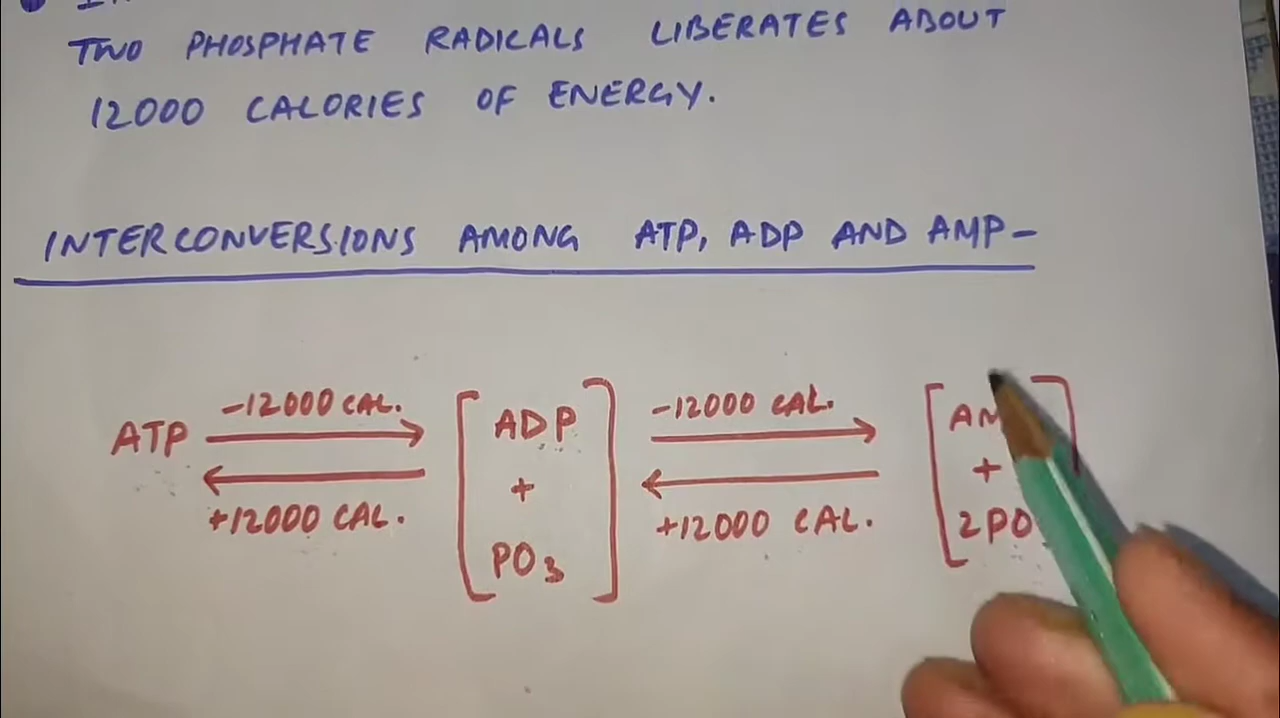 TWO PHOSPHATE RADICALS LIBERATES ABOUT
12000 CALORIES OF ENERGY.
INTERCONVERSIONS AMONG ATP, ADP AND AMP-
ATP -12000 CAL. +12000 CAL.
ADP
+
PO3
-12000 CAL. +12000 CAL.
+